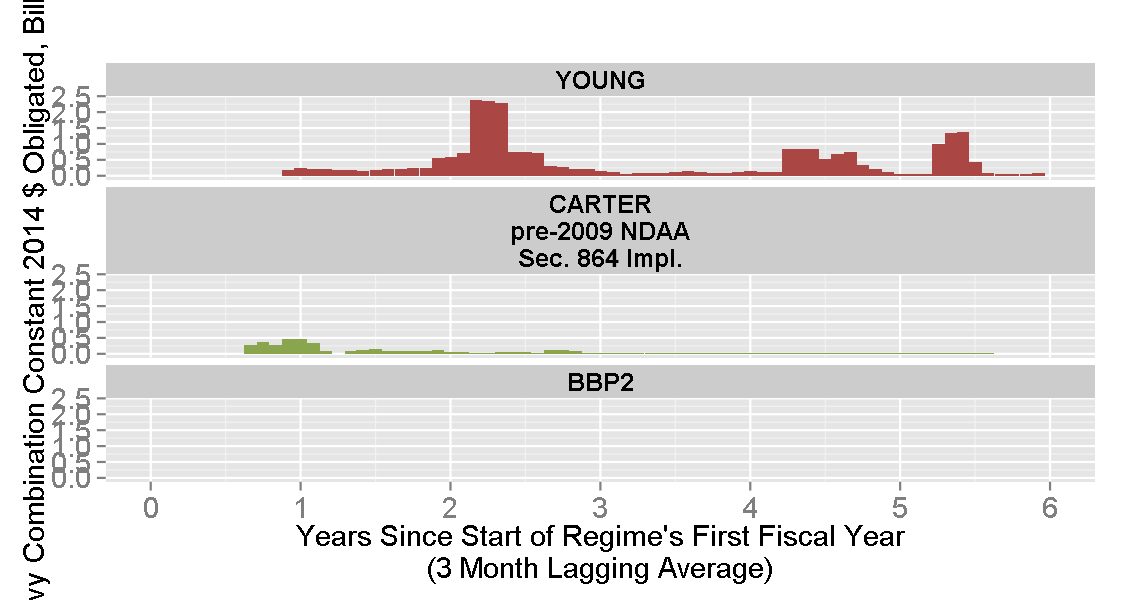 vy Combination Constant 2014 $ Obligated, Bill
YOUNG
2.5
2.0
1.5
1.0
0.5
0.0
CARTER
pre-2009 NDAA
Sec. 864 Impl.
2.5
2.0
1.5
1.0
0.5
0.0
BBP2
2.5
2.0
1.5
1.0
0.5
0.0
0 1 2 3 4 5 6
Years Since Start of Regime's First Fiscal Year
(3 Month Lagging Average)